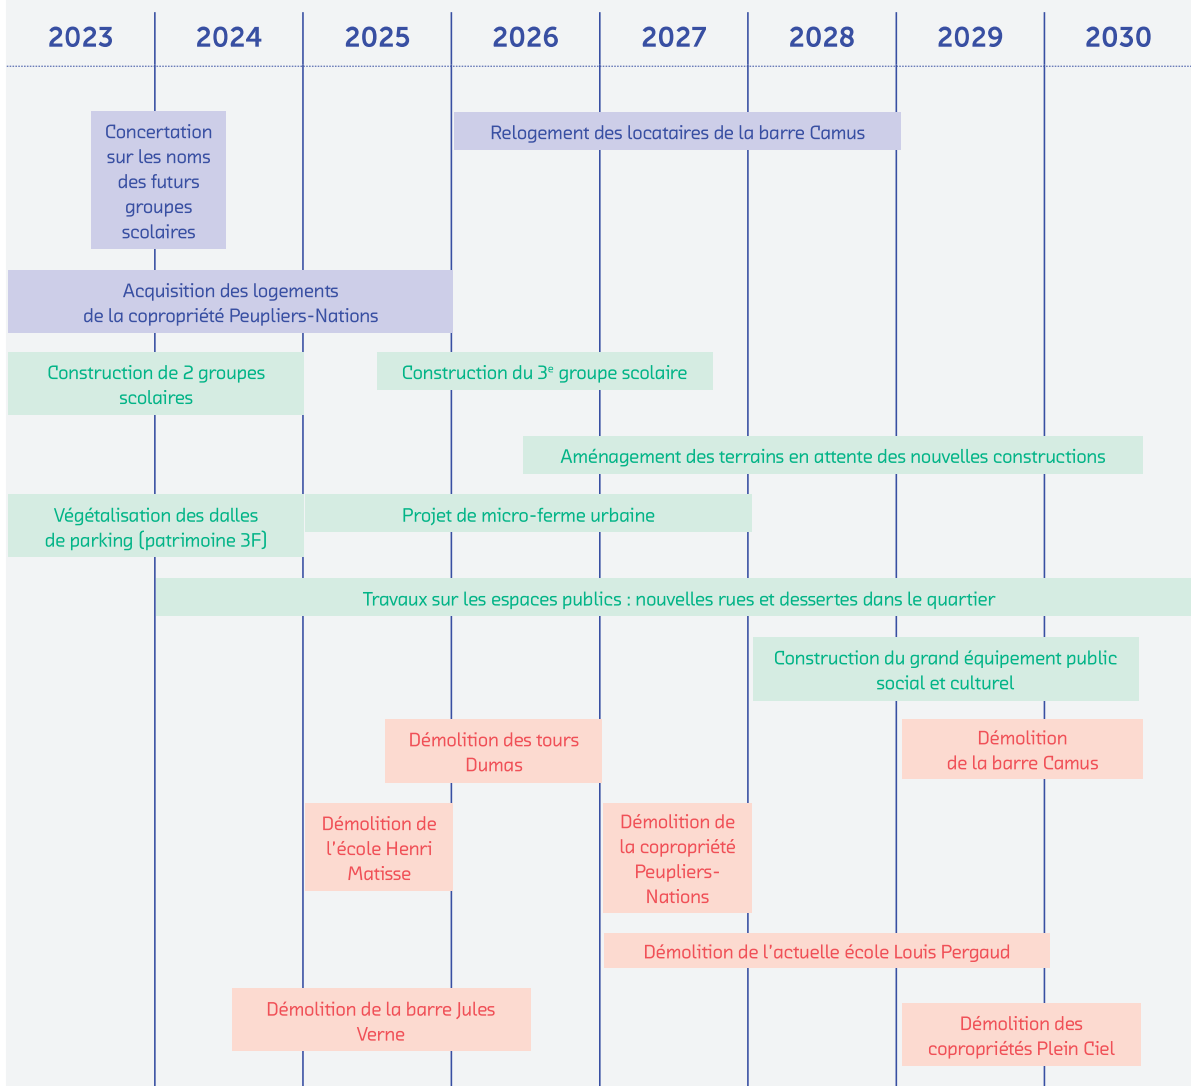 2023 2024 2025 2026 2027 2028 2029 2030
Concertation
sur les noms
des futurs
groupes
scolaires
Relogement des locataires de la barre Camus
Acquisition des logements
de la copropriété Peupliers-Nations
Construction de 2 groupes
scolaires
Construction du 3e groupe scolaire
Aménagement des terrains en attente des nouvelles constructions
Végétalisation des dalles
de parking (patrimoine 3F)
Projet de micro-ferme urbaine
Travaux sur les espaces publics : nouvelles rues et dessertes dans le quartier
Construction du grand équipement public
social et culturel
Démolition des tours
Dumas
Démolition
de la barre Camus
Démolition de
l'école Henri
Matisse
Démolition de
la copropriété
Peupliers-
Nations
Démolition de l'actuelle école Louis Pergaud
Démolition de la barre Jules
Verne
Démolition des
copropriétés Plein Ciel